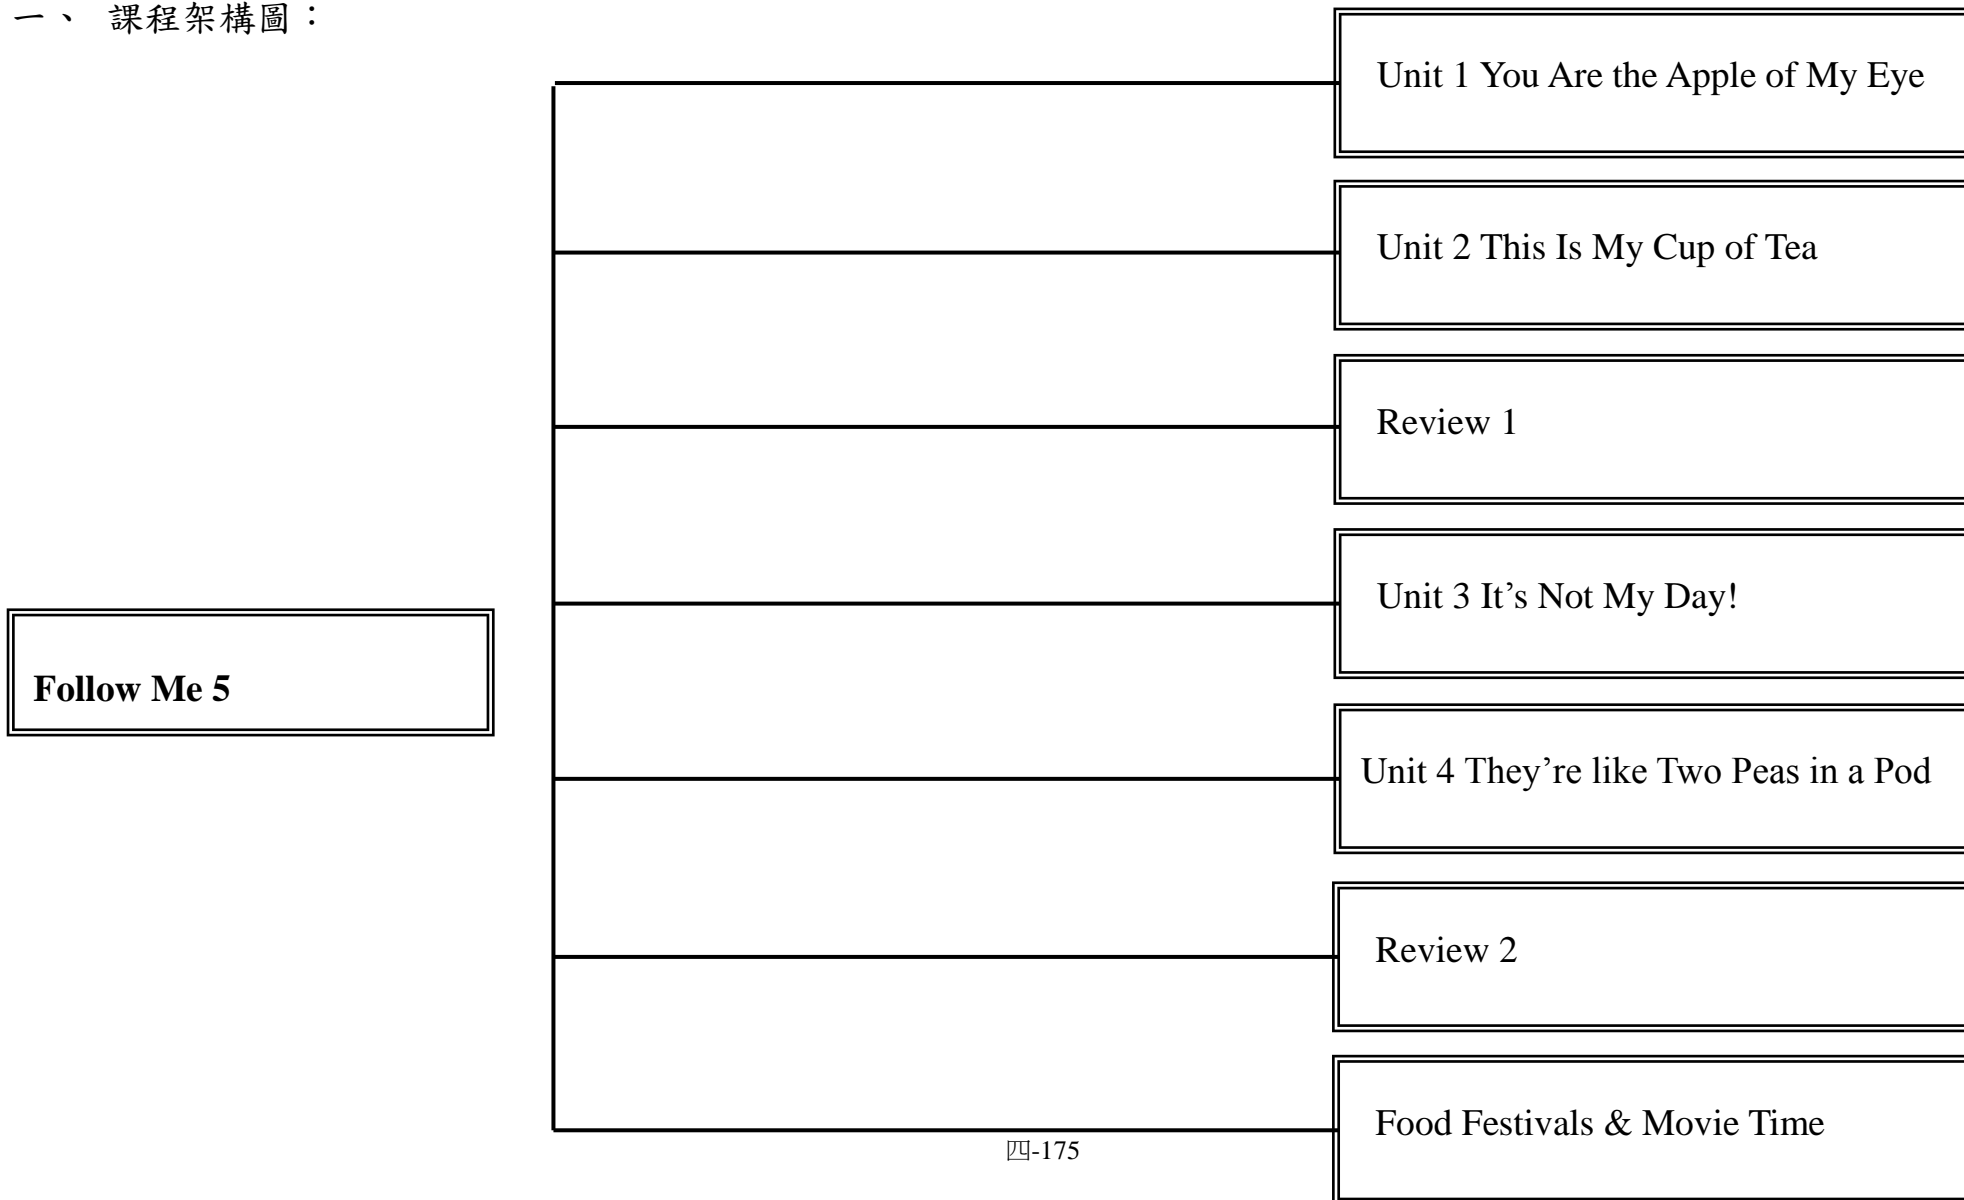 一、 課程架構圖：
Unit 1 You Are the Apple of My Eye
Unit 2 This Is My Cup of Tea
Review 1
Unit 3 It’s Not My Day!
Follow Me 5
Unit 4 They’re like Two Peas in a Pod
Review 2
Food Festivals & Movie Time
四-175